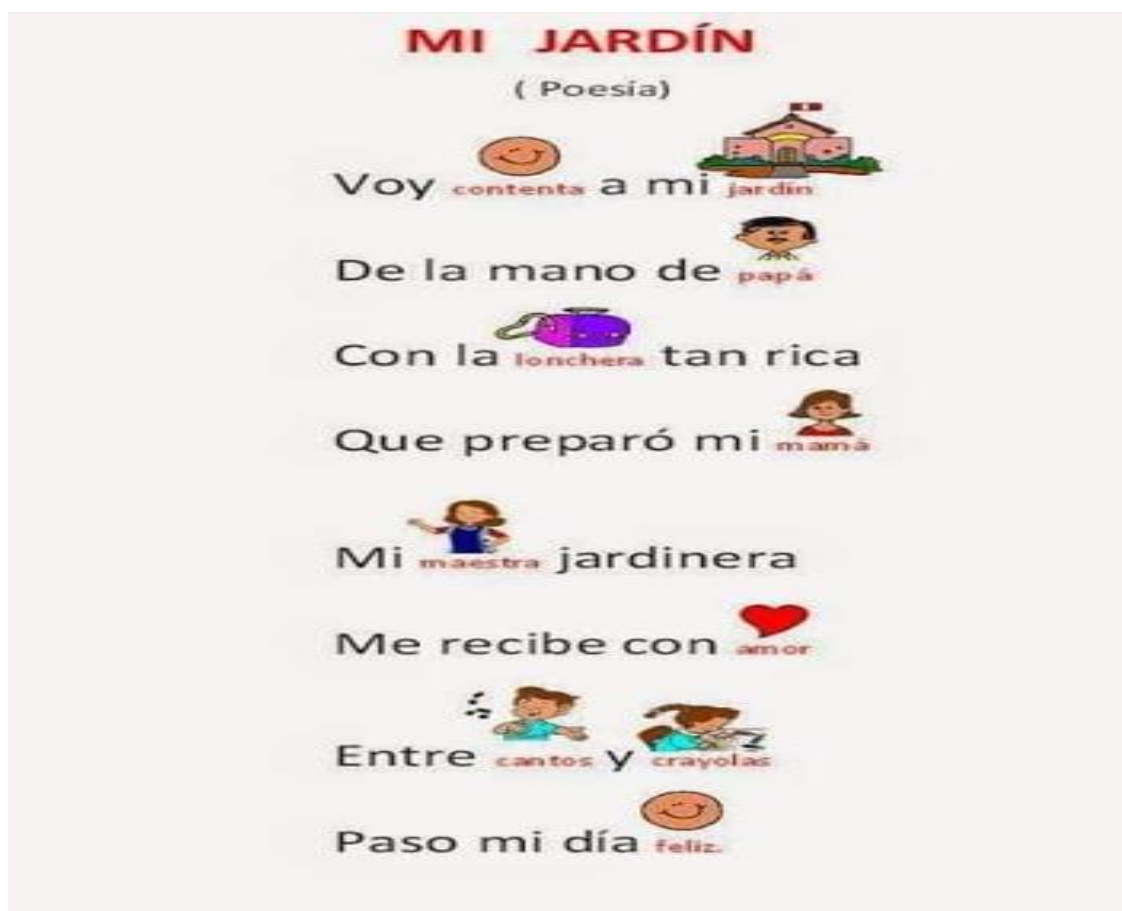 MI JARDÍN
( Poesía)
Voy contenta a mi jardín
De la mano de papá
Con la lonchera tan rica
Que preparó mi mamá
Mi maestra jardinera
Me recibe con amor
Entre cantos y crayolas
Paso mi día feliz.